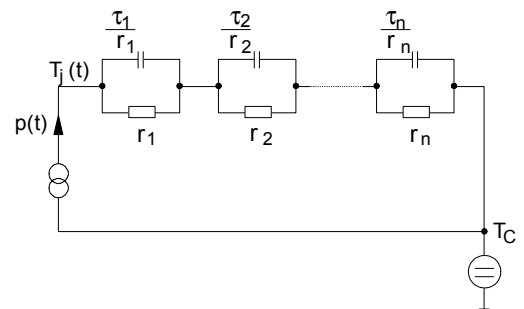 τ1
r1
τ2
r2
τn
rn
Tj(t)
p(t)
r1
r2
rn
TC